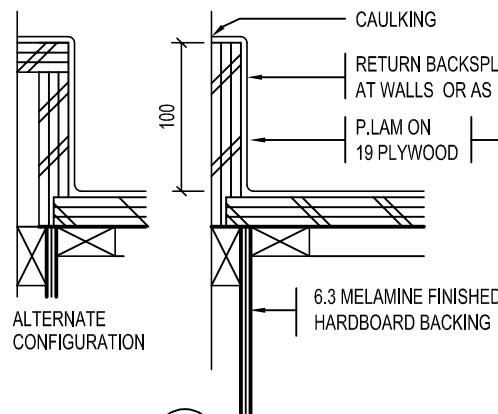 CAULKING
RETURN BACKSPL
AT WALLS OR AS
100
P.LAM ON
19 PLYWOOD
6.3 MELAMINE FINISHED
HARDBOARD BACKING
ALTERNATE
CONFIGURATION